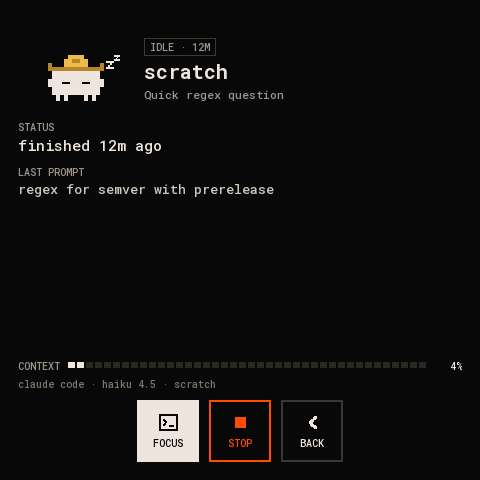 IDLE · 12M
scratch
Quick regex question
STATUS
finished 12m ago
LAST PROMPT
regex for semver with prerelease
CONTEXT 4%
claude code · haiku 4.5 · scratch
FOCUS STOP BACK